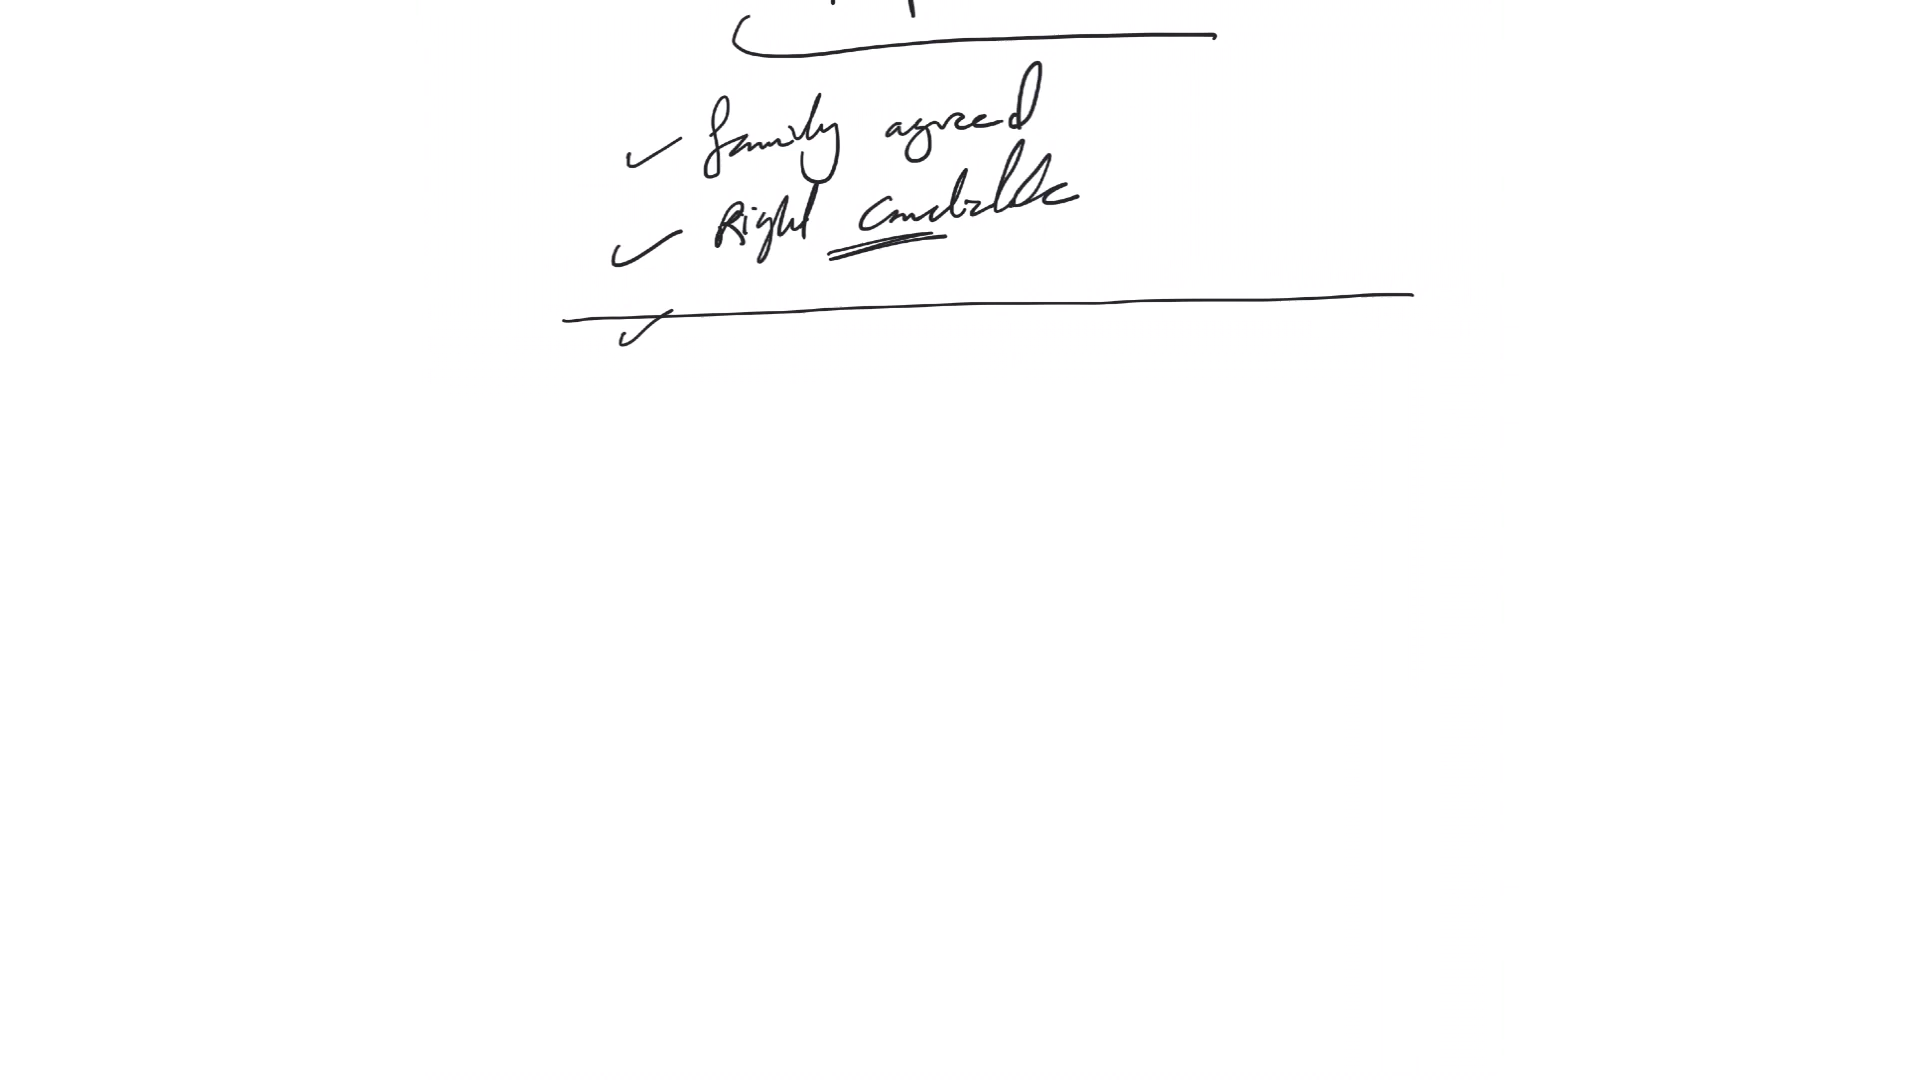 ✓ family agreed
✓ Right Candidate
✓